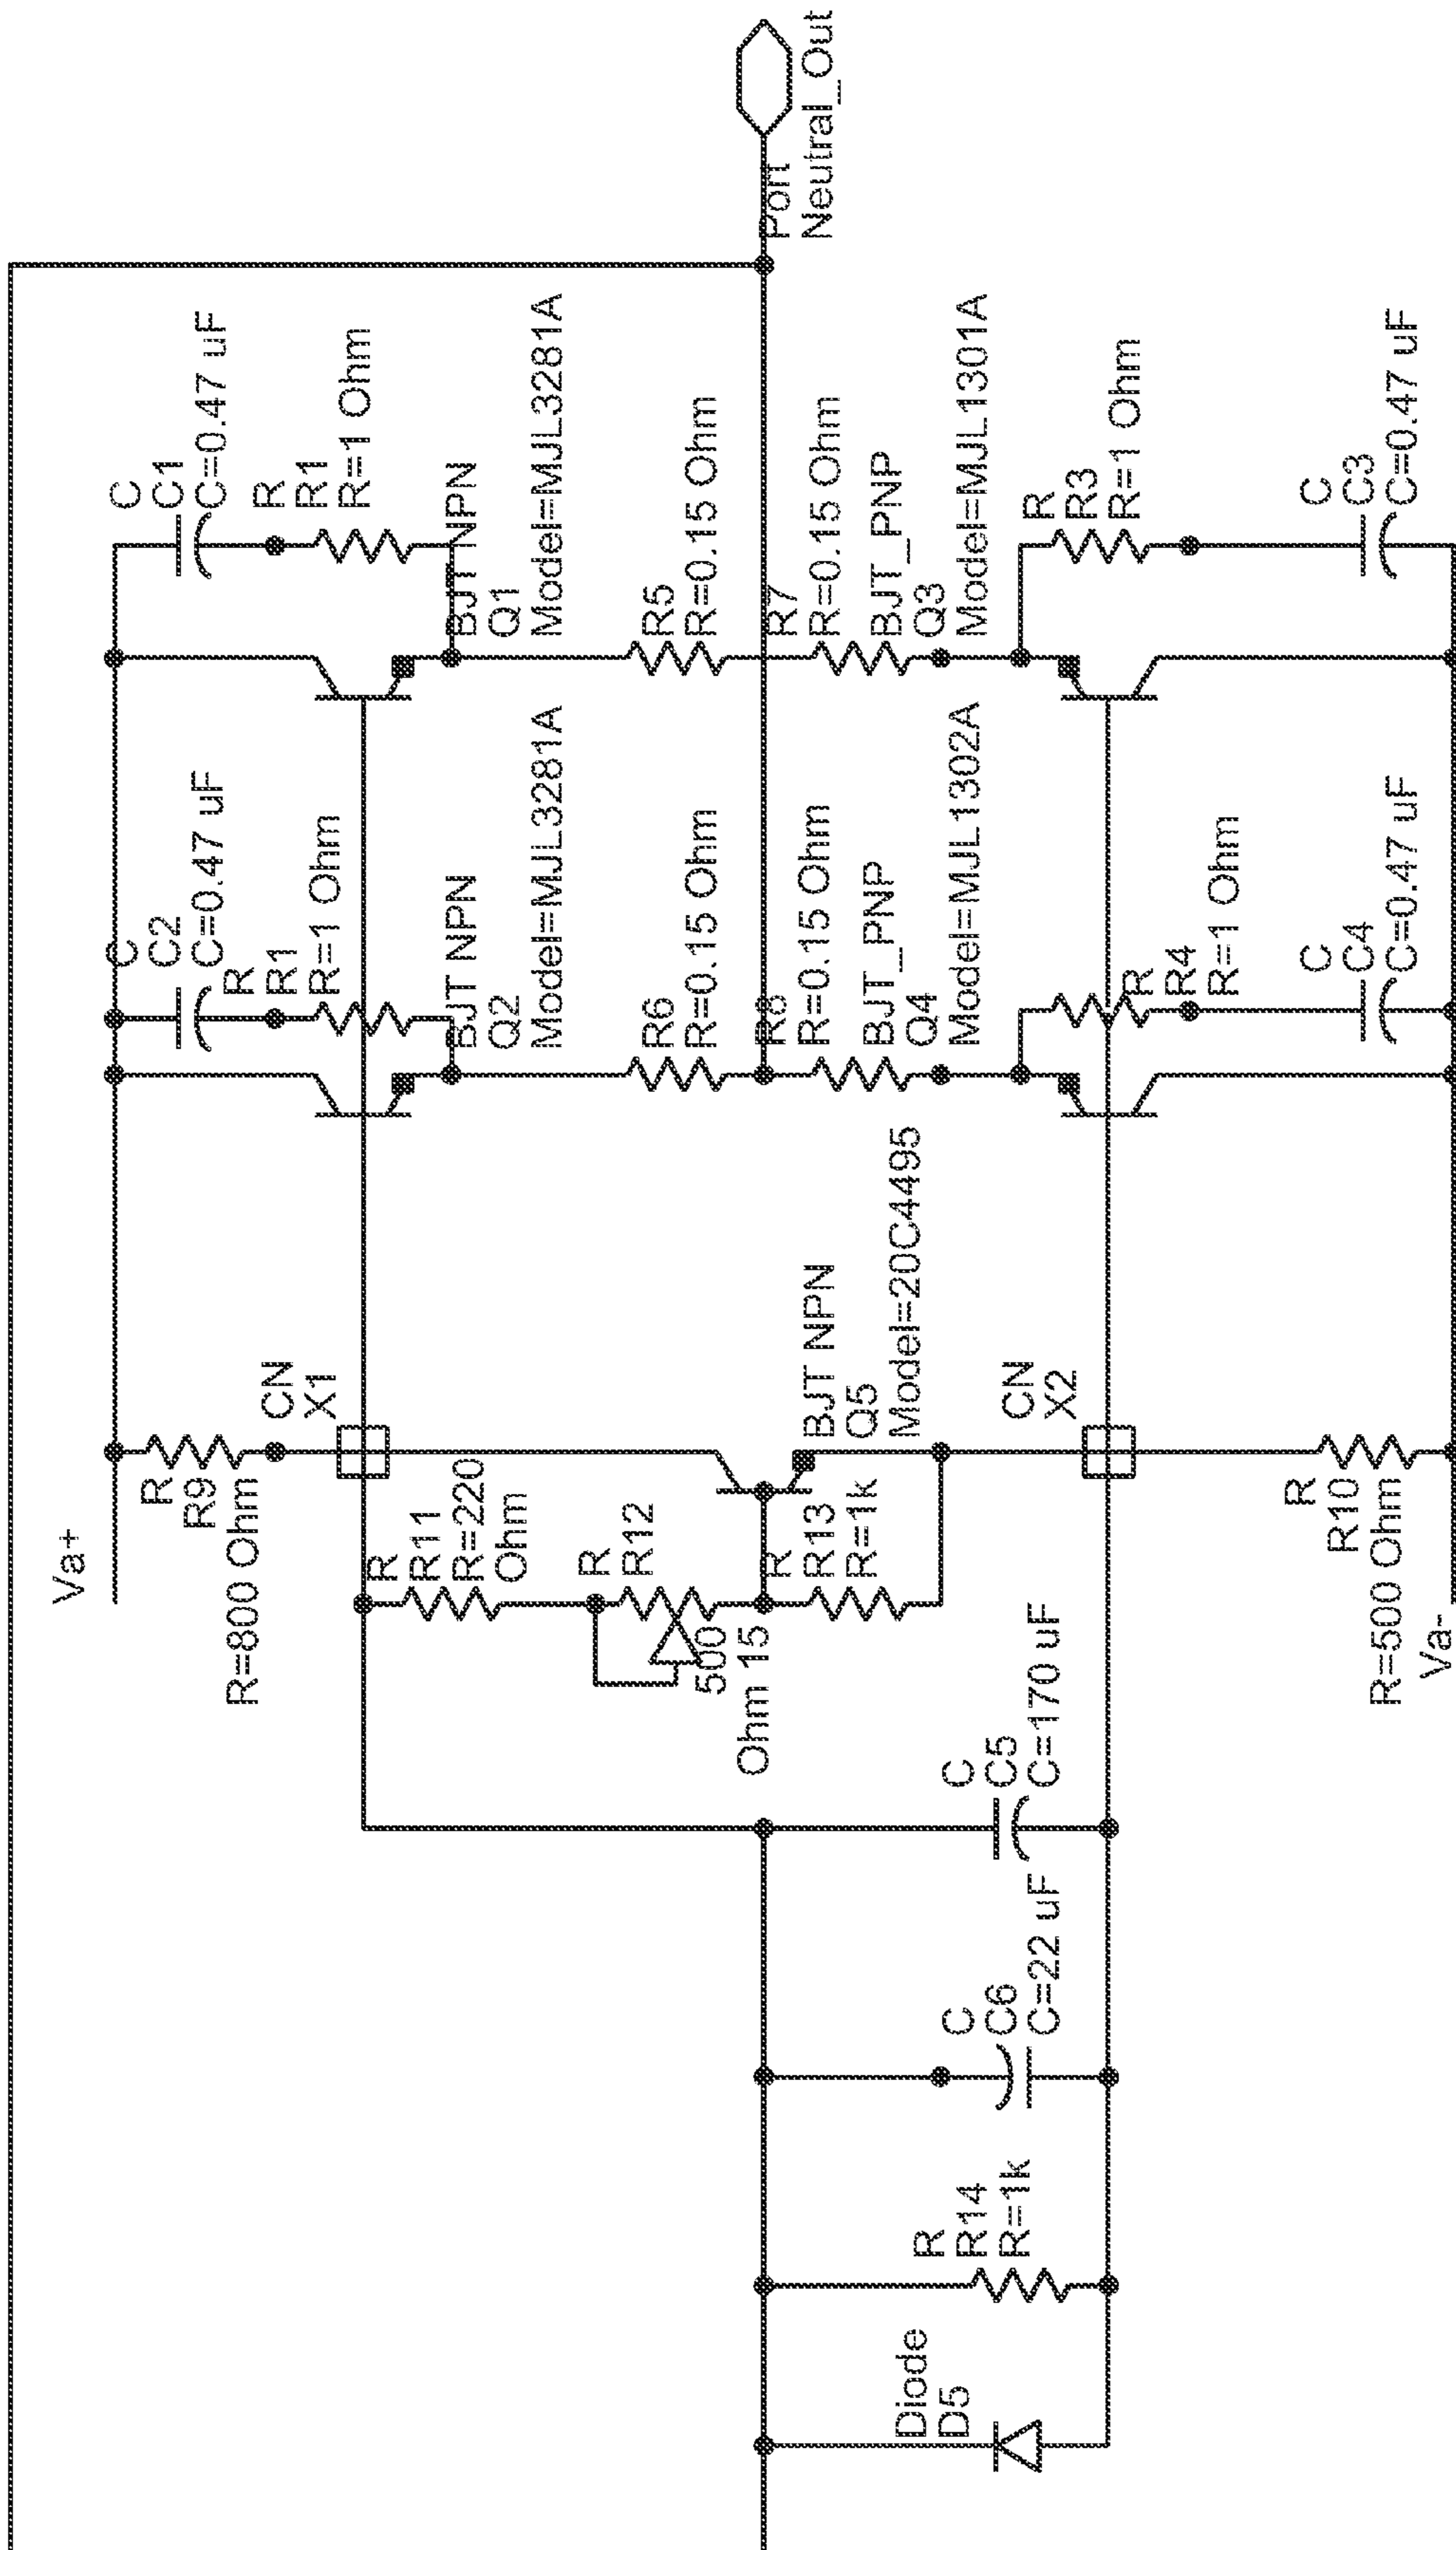 Va+
R
R9
R=800 Ohm
CN
X1
C
C2
C=0.47 uF
R
R1
R=1 Ohm
C
C1
C=0.47 uF
R
R1
R=1 Ohm
R
R11
R=220
Ohm
R
R12
500
Ohm 15
R
R13
R=1k
BJT NPN
Q5
Model=20C4495
BJT NPN
Q2
Model=MJL3281A
BJT NPN
Q1
Model=MJL3281A
R6
R=0.15 Ohm
R5
R=0.15 Ohm
R8
R=0.15 Ohm
R7
R=0.15 Ohm
BJT_PNP
Q4
Model=MJL1302A
BJT_PNP
Q3
Model=MJL1301A
Port
Neutral_Out
Diode
D5
R
R14
R=1k
C
C6
C=22 uF
C
C5
C=170 uF
CN
X2
R
R4
R=1 Ohm
R
R3
R=1 Ohm
R
R10
R=500 Ohm
C
C4
C=0.47 uF
C
C3
C=0.47 uF
Va-